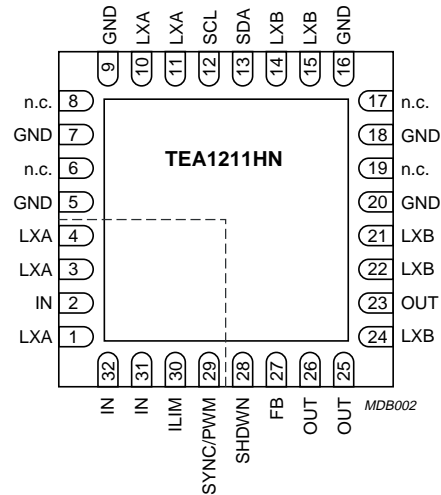 GND
LXA
LXA
SCL
SDA
LXB
LXB
GND
9
10
11
12
13
14
15
16
n.c. 8
GND 7
n.c. 6
GND 5
LXA 4
LXA 3
IN 2
LXA 1
TEA1211HN
17 n.c.
18 GND
19 n.c.
20 GND
21 LXB
22 LXB
23 OUT
24 LXB
32
31
30
29
28
27
26
25
MDB002
IN
IN
ILIM
SYNC/PWM
SHDWN
FB
OUT
OUT